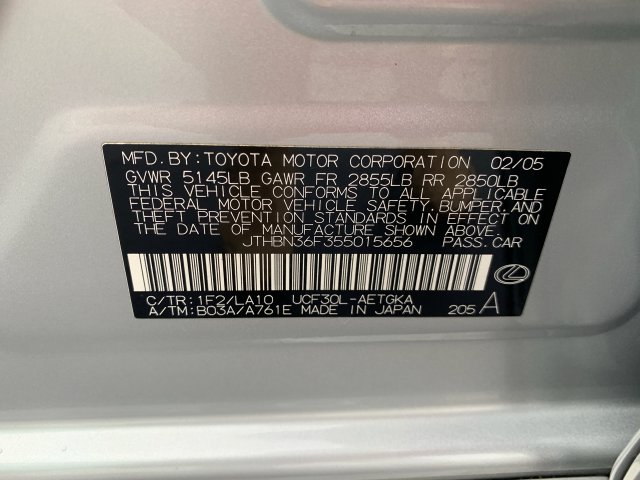 MFD.BY:TOYOTA MOTOR CORPORATION 02/05
GVWR 5145LB GAWR FR 2855LB RR 2850LB
THIS VEHICLE CONFORMS TO ALL APPLICABLE
FEDERAL MOTOR VEHICLE SAFETY,BUMPER,AND
THEFT PREVENTION STANDARDS IN EFFECT ON
THE DATE OF MANUFACTURE SHOWN ABOVE.
JTHBN36F355015656 PASS.CAR
C/TR:1F2/LA10 UCF30L-AETGKA
A/TM:B03A/A761E MADE IN JAPAN 205 A